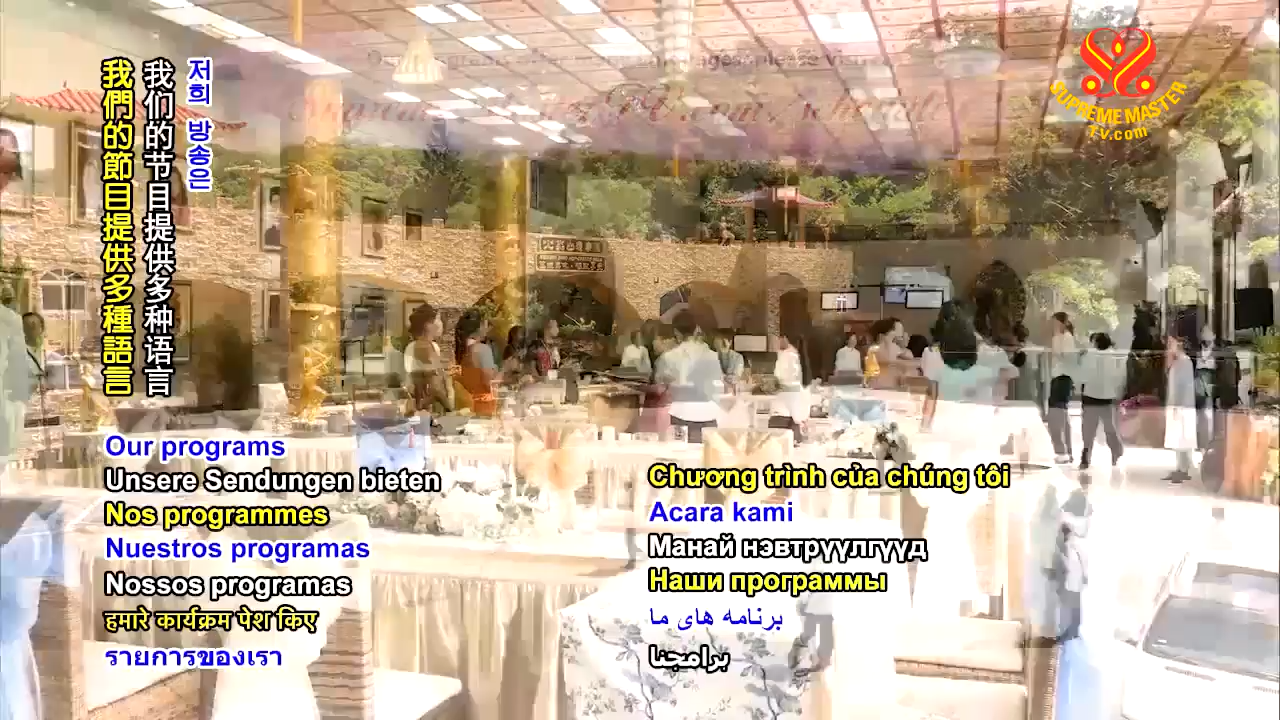 我們的節目提供多種語言
我们的节目提供多种语言
저희 방송은
SUPREME MASTER
TV.com
Our programs
Unsere Sendungen bieten
Nos programmes
Nuestros programas
Nossos programas
हमारे कार्यक्रम पेश किए
รายการของเรา
Chương trình của chúng tôi
Acara kami
Манай нэвтрүүлгүүд
Наши программы
برنامه های ما
برامجنا